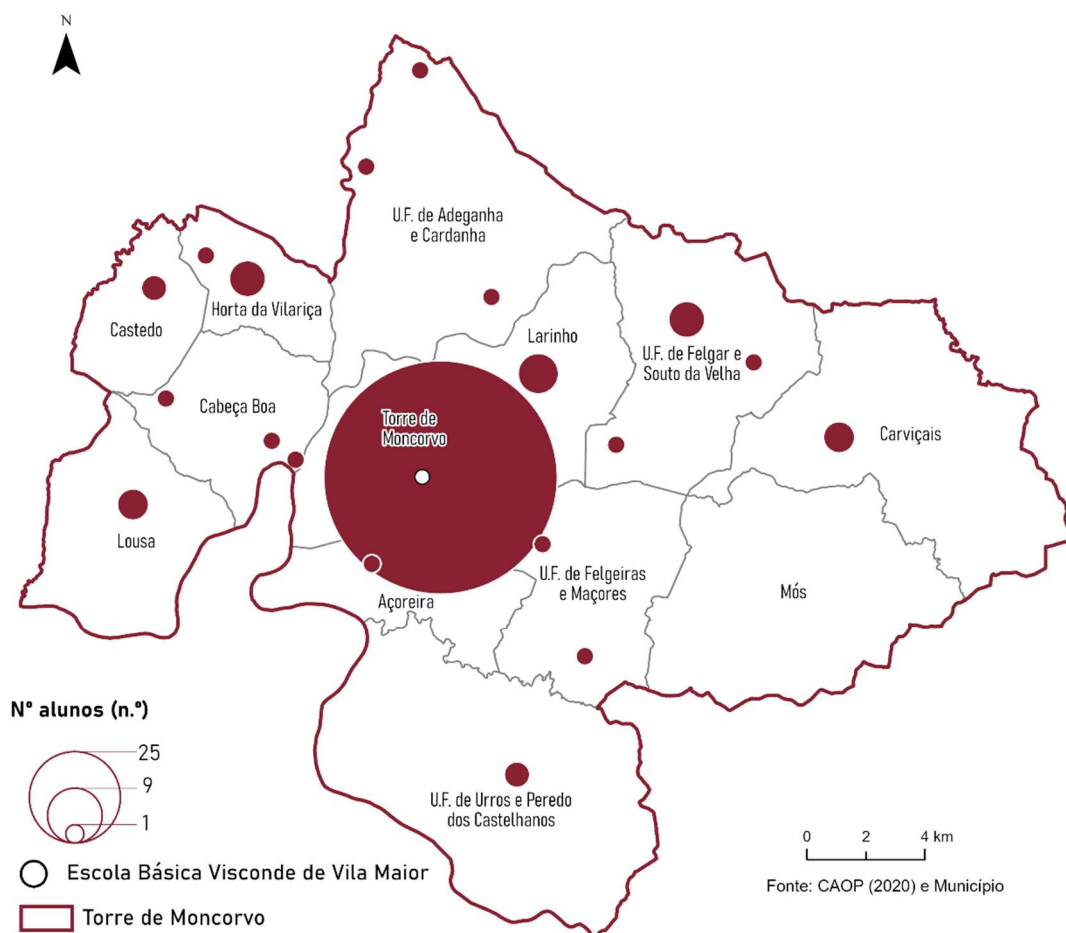 N
U.F. de Adeganha
e Cardanha
Horta da Vilariça
Castedo
Larinho
U.F. de Felgar e
Souto da Velha
Cabeça Boa
Torre de
Moncorvo
Carviçais
Lousa
U.F. de Felgeiras
e Maçores
Mós
Açoreira
U.F. de Urros e Peredo
dos Castelhanos
Nº alunos (n.º)
25
9
1
Escola Básica Visconde de Vila Maior
Torre de Moncorvo
0 2 4 km
Fonte: CAOP (2020) e Município